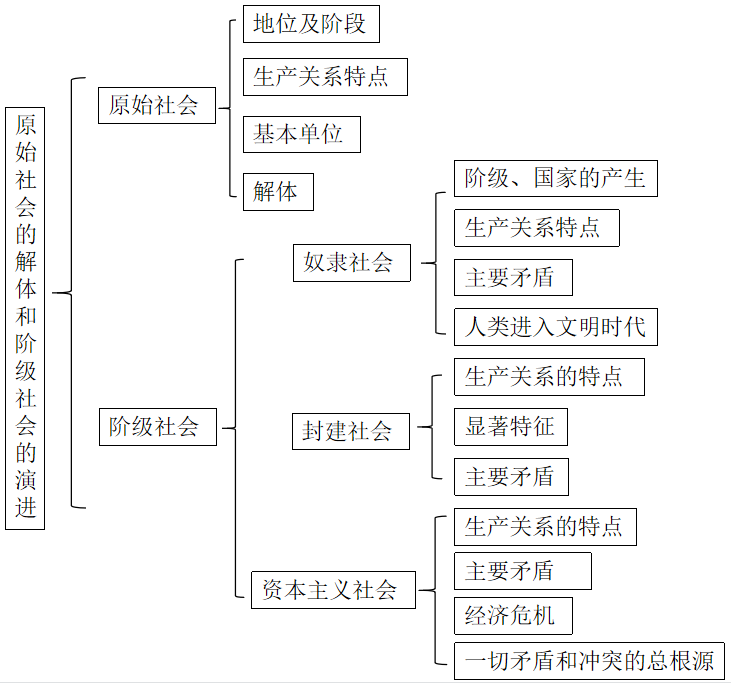 原始社会的解体和阶级社会的演进
原始社会
地位及阶段
生产关系特点
基本单位
解体
阶级社会
奴隶社会
阶级、国家的产生
生产关系特点
主要矛盾
人类进入文明时代
封建社会
生产关系的特点
显著特征
主要矛盾
资本主义社会
生产关系的特点
主要矛盾
经济危机
一切矛盾和冲突的总根源